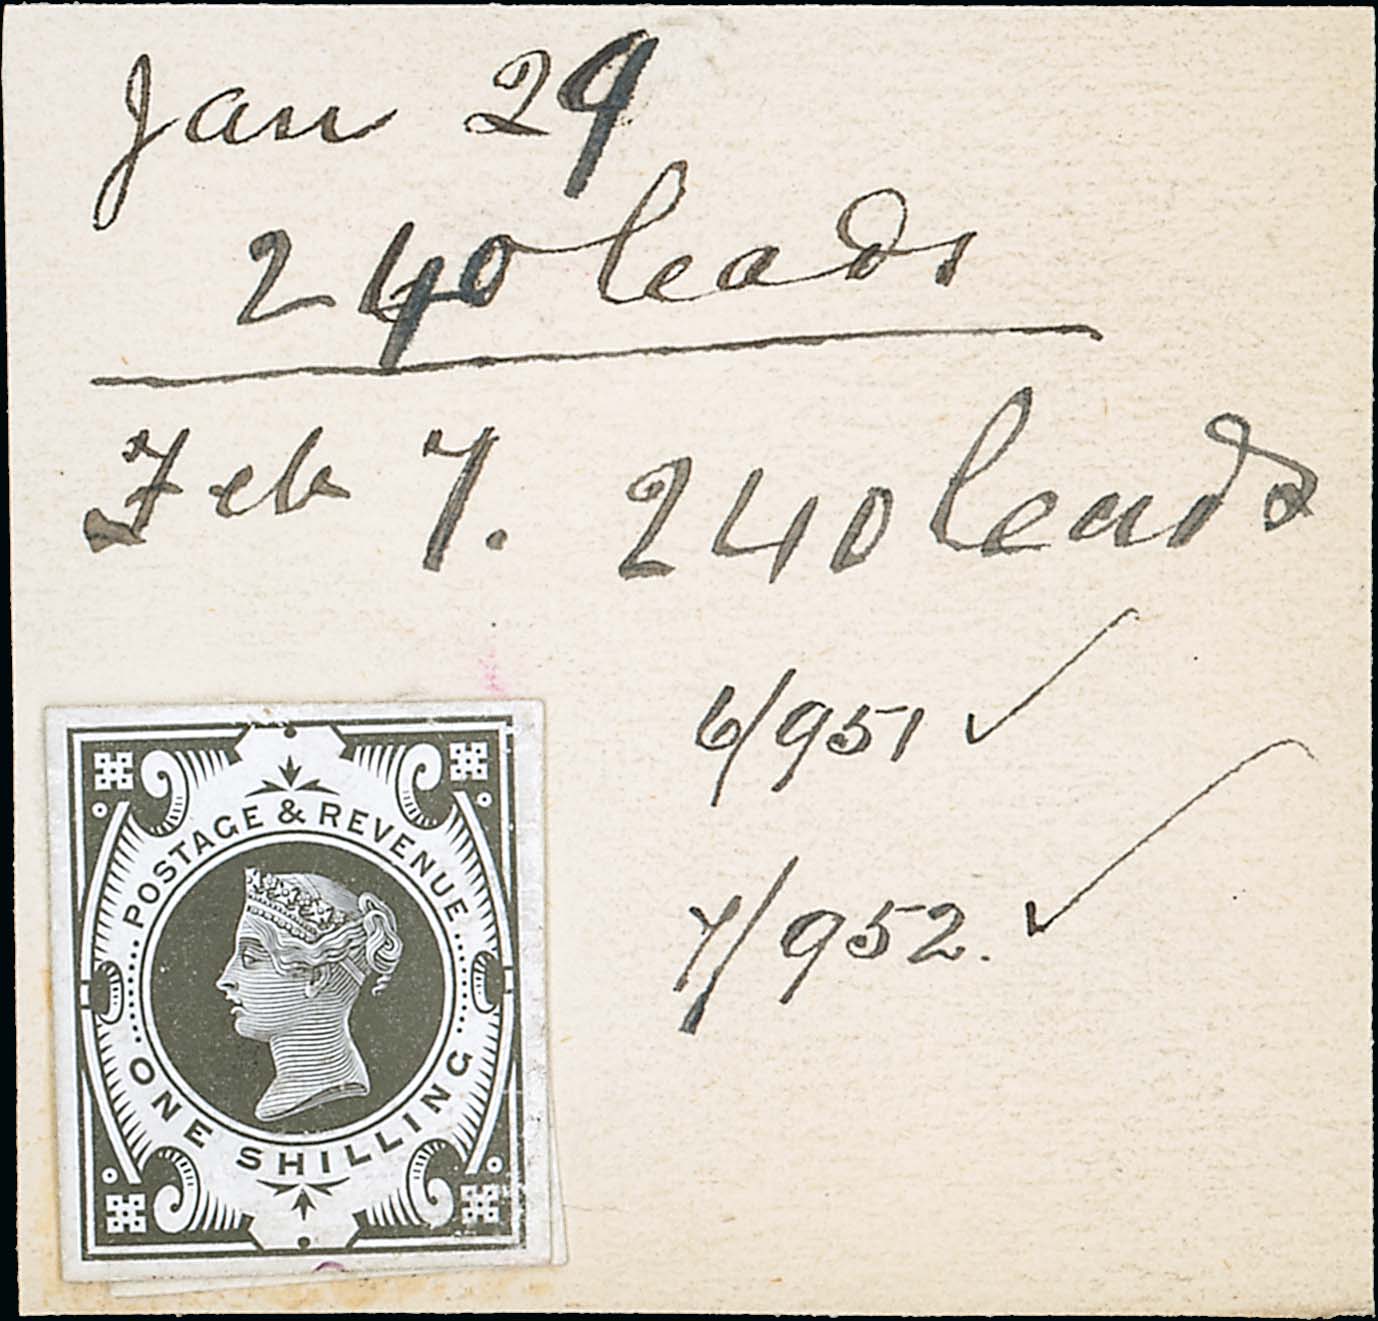 Jan 29
240 leads
Feb 7. 240 leads
6/951 ✓
7/952. ✓
POSTAGE & REVENUE
ONE SHILLING